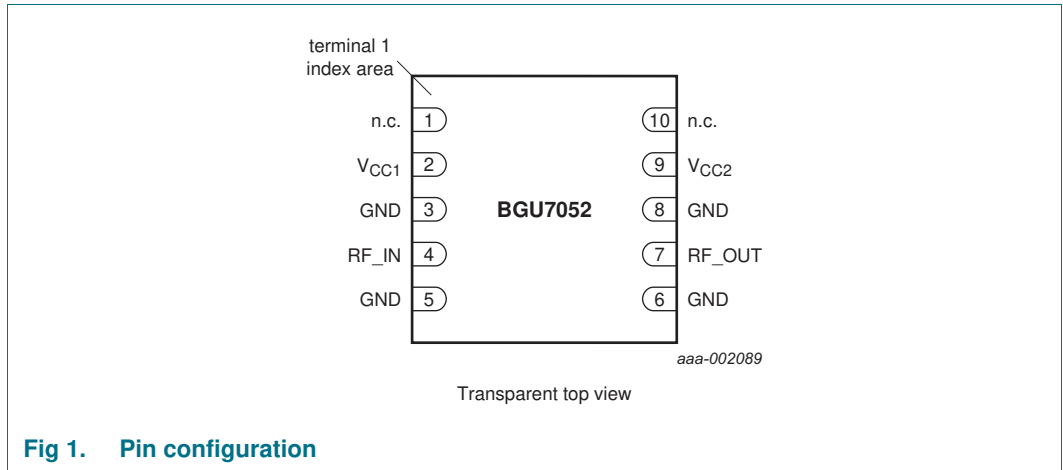 terminal 1
index area
n.c. 1 10 n.c.
VCC1 2 9 VCC2
GND 3 BGU7052 8 GND
RF_IN 4 7 RF_OUT
GND 5 6 GND
aaa-002089
Transparent top view
Fig 1. Pin configuration